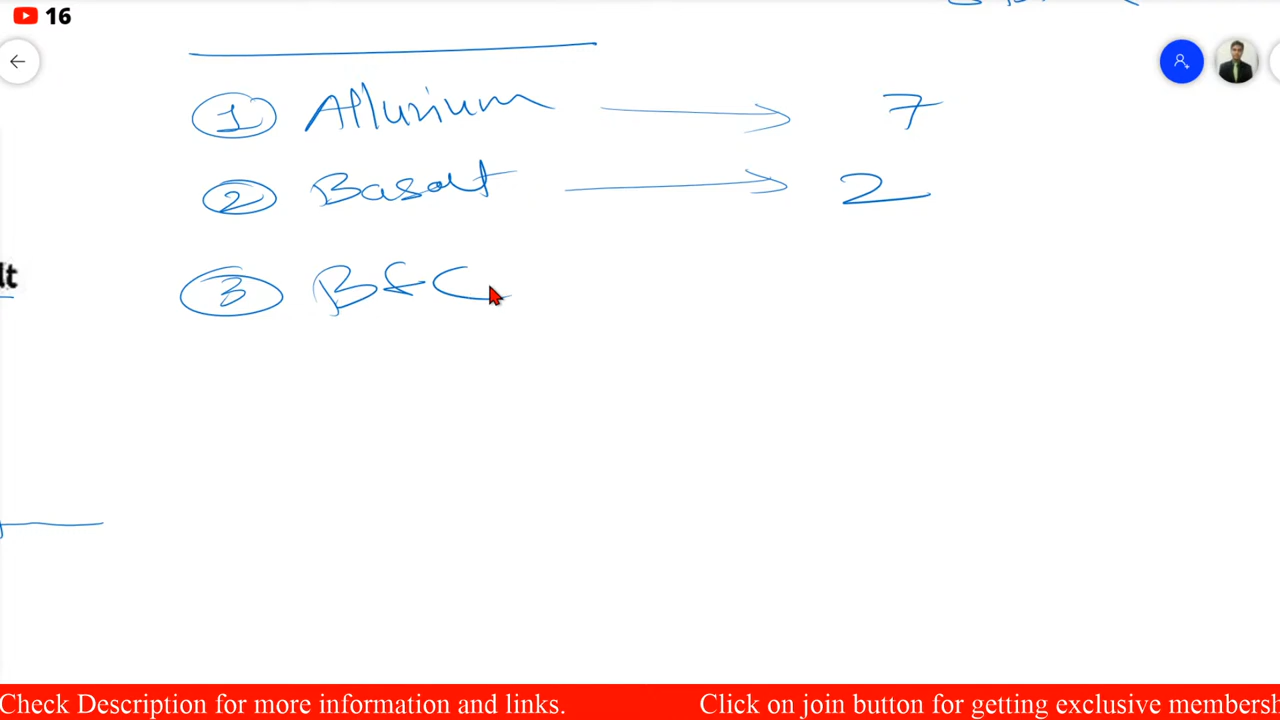 16
1 Alluvium → 7
2 Basalt → 2
lt
3 B & C
Check Description for more information and links. Click on join button for getting exclusive membersh